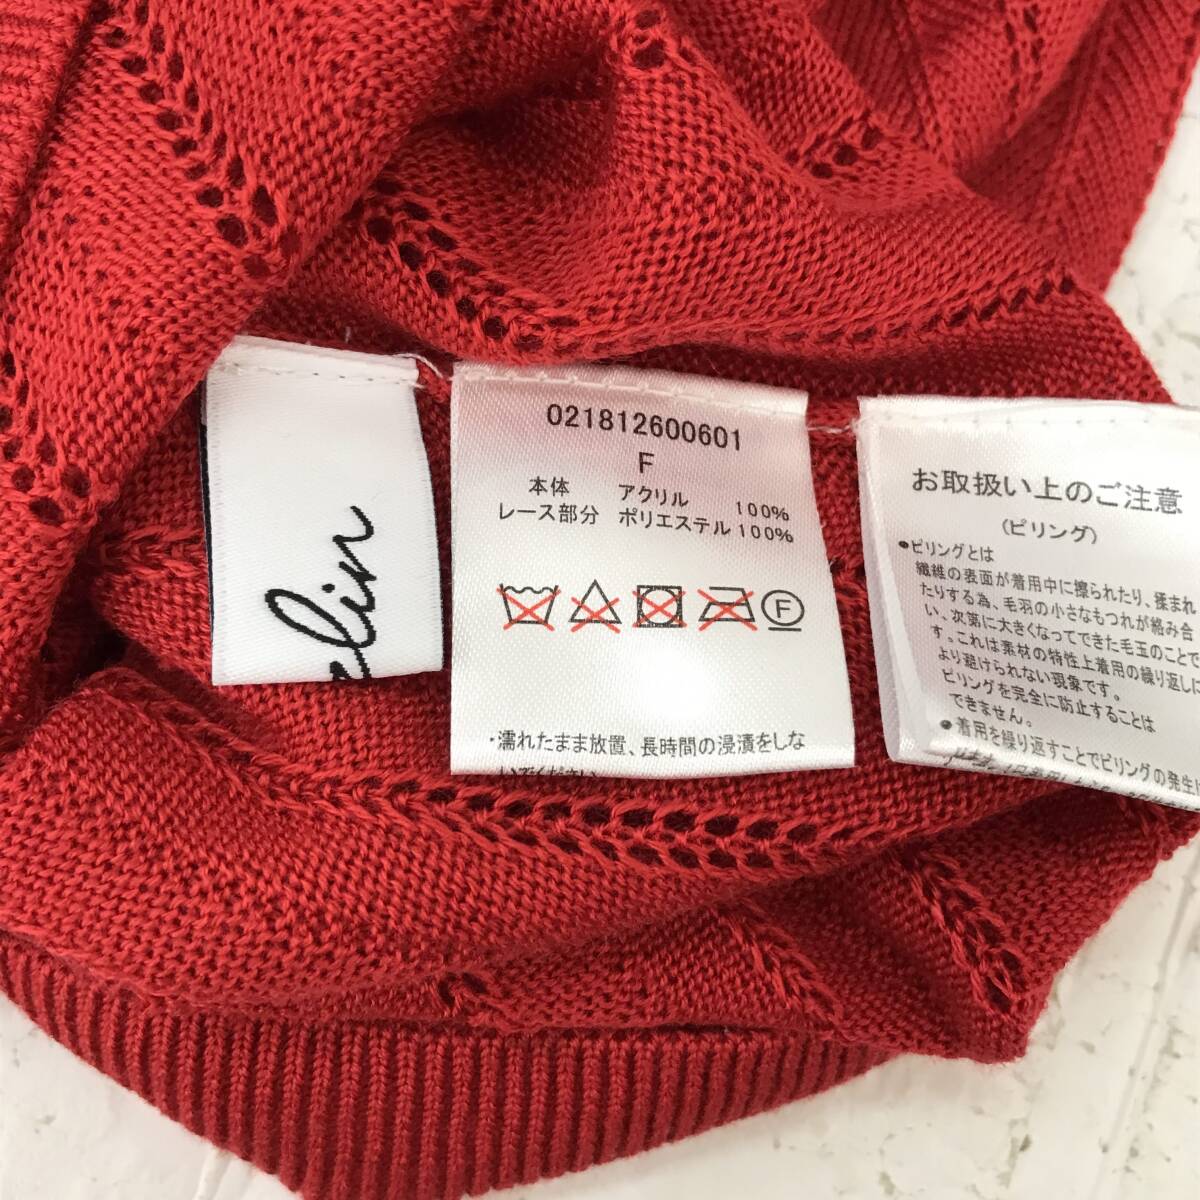 lin
021812600601
F
本体 アクリル 100%
レース部分 ポリエステル 100%
F
・濡れたまま放置、長時間の浸漬をしな
いでください
お取扱い上のご注意
(ピリング)
●ピリングとは
繊維の表面が着用中に擦られたり、揉まれ
たりする為、毛羽の小さなもつれが絡み合
い、次第に大きくなってできた毛玉のことで
す。これは素材の特性上着用の繰り返しに
より避けられない現象です。
ピリングを完全に防止することは
できません。
●着用を繰り返すことでピリングの発生は